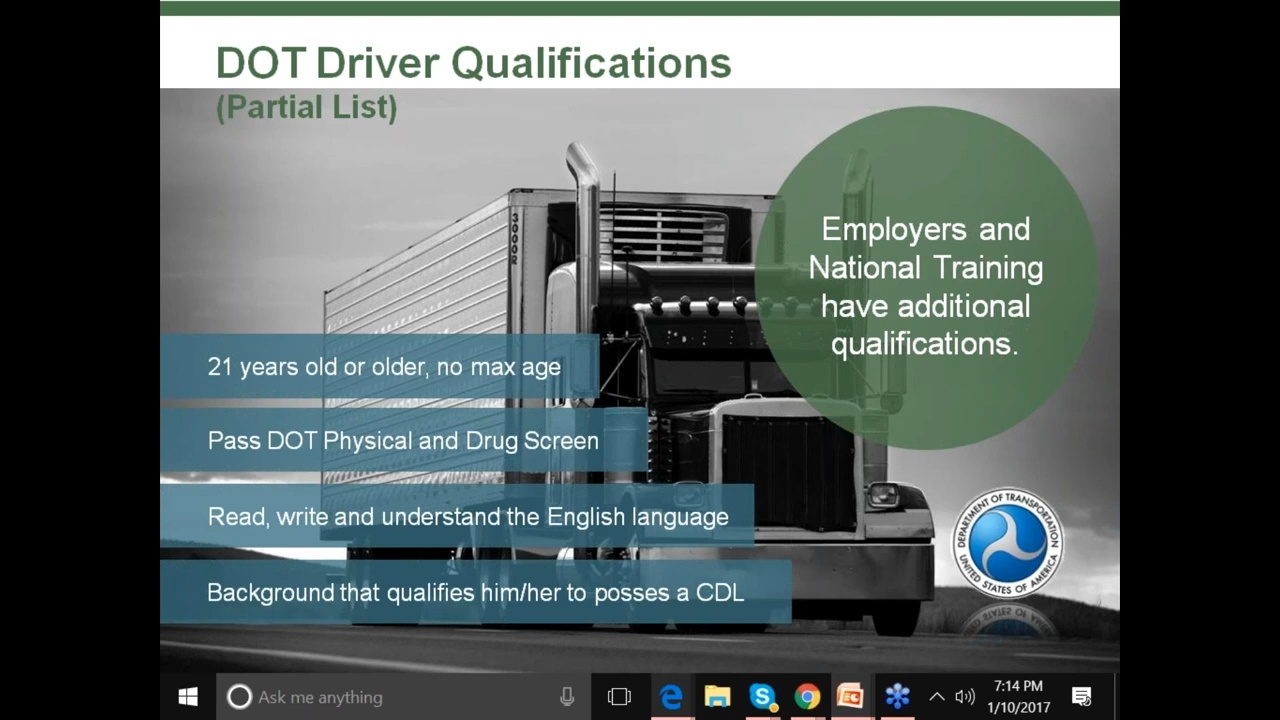 DOT Driver Qualifications
(Partial List)
Employers and
National Training
have additional
qualifications.
3000R
21 years old or older, no max age
Pass DOT Physical and Drug Screen
Read, write and understand the English language
Background that qualifies him/her to posses a CDL
DEPARTMENT OF TRANSPORTATION
UNITED STATES OF AMERICA
Ask me anything
7:14 PM
1/10/2017